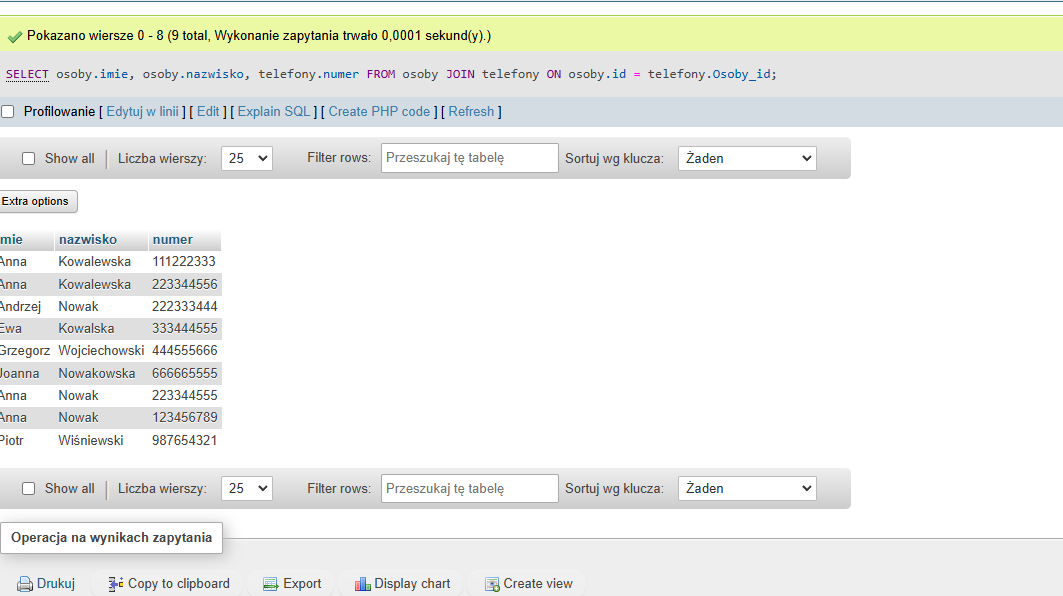 Pokazano wiersze 0 - 8 (9 total, Wykonanie zapytania trwało 0,0001 sekund(y).)
SELECT osoby.imie, osoby.nazwisko, telefony.numer FROM osoby JOIN telefony ON osoby.id = telefony.Osoby_id;
Profilowanie [ Edytuj w linii ] [ Edit ] [ Explain SQL ] [ Create PHP code ] [ Refresh ]
Show all | Liczba wierszy: 25 Filter rows: Przeszukaj tę tabelę Sortuj wg klucza: Żaden
Extra options
mie nazwisko numer
Anna Kowalewska 111222333
Anna Kowalewska 223344556
Andrzej Nowak 222333444
Ewa Kowalska 333444555
Grzegorz Wojciechowski 444555666
Joanna Nowakowska 666665555
Anna Nowak 223344555
Anna Nowak 123456789
Piotr Wiśniewski 987654321
Show all | Liczba wierszy: 25 Filter rows: Przeszukaj tę tabelę Sortuj wg klucza: Żaden
Operacja na wynikach zapytania
Drukuj Copy to clipboard Export Display chart Create view